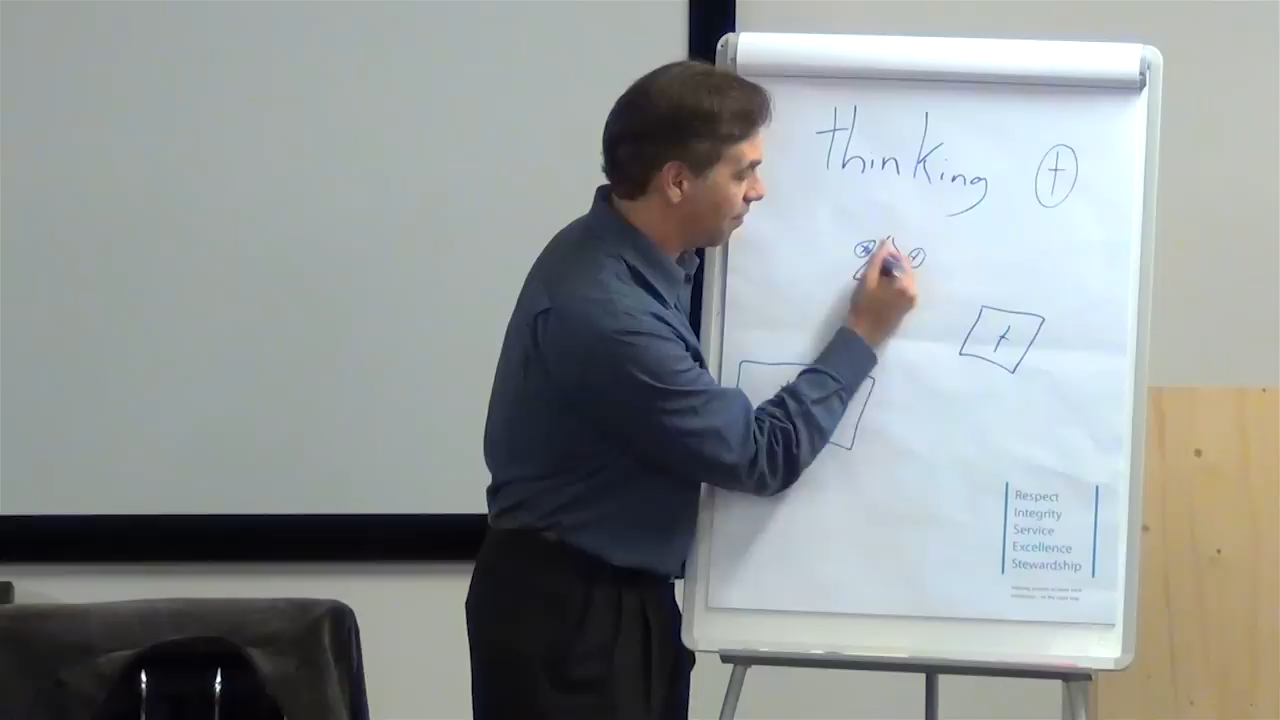 thinking +
+
Respect
Integrity
Service
Excellence
Stewardship